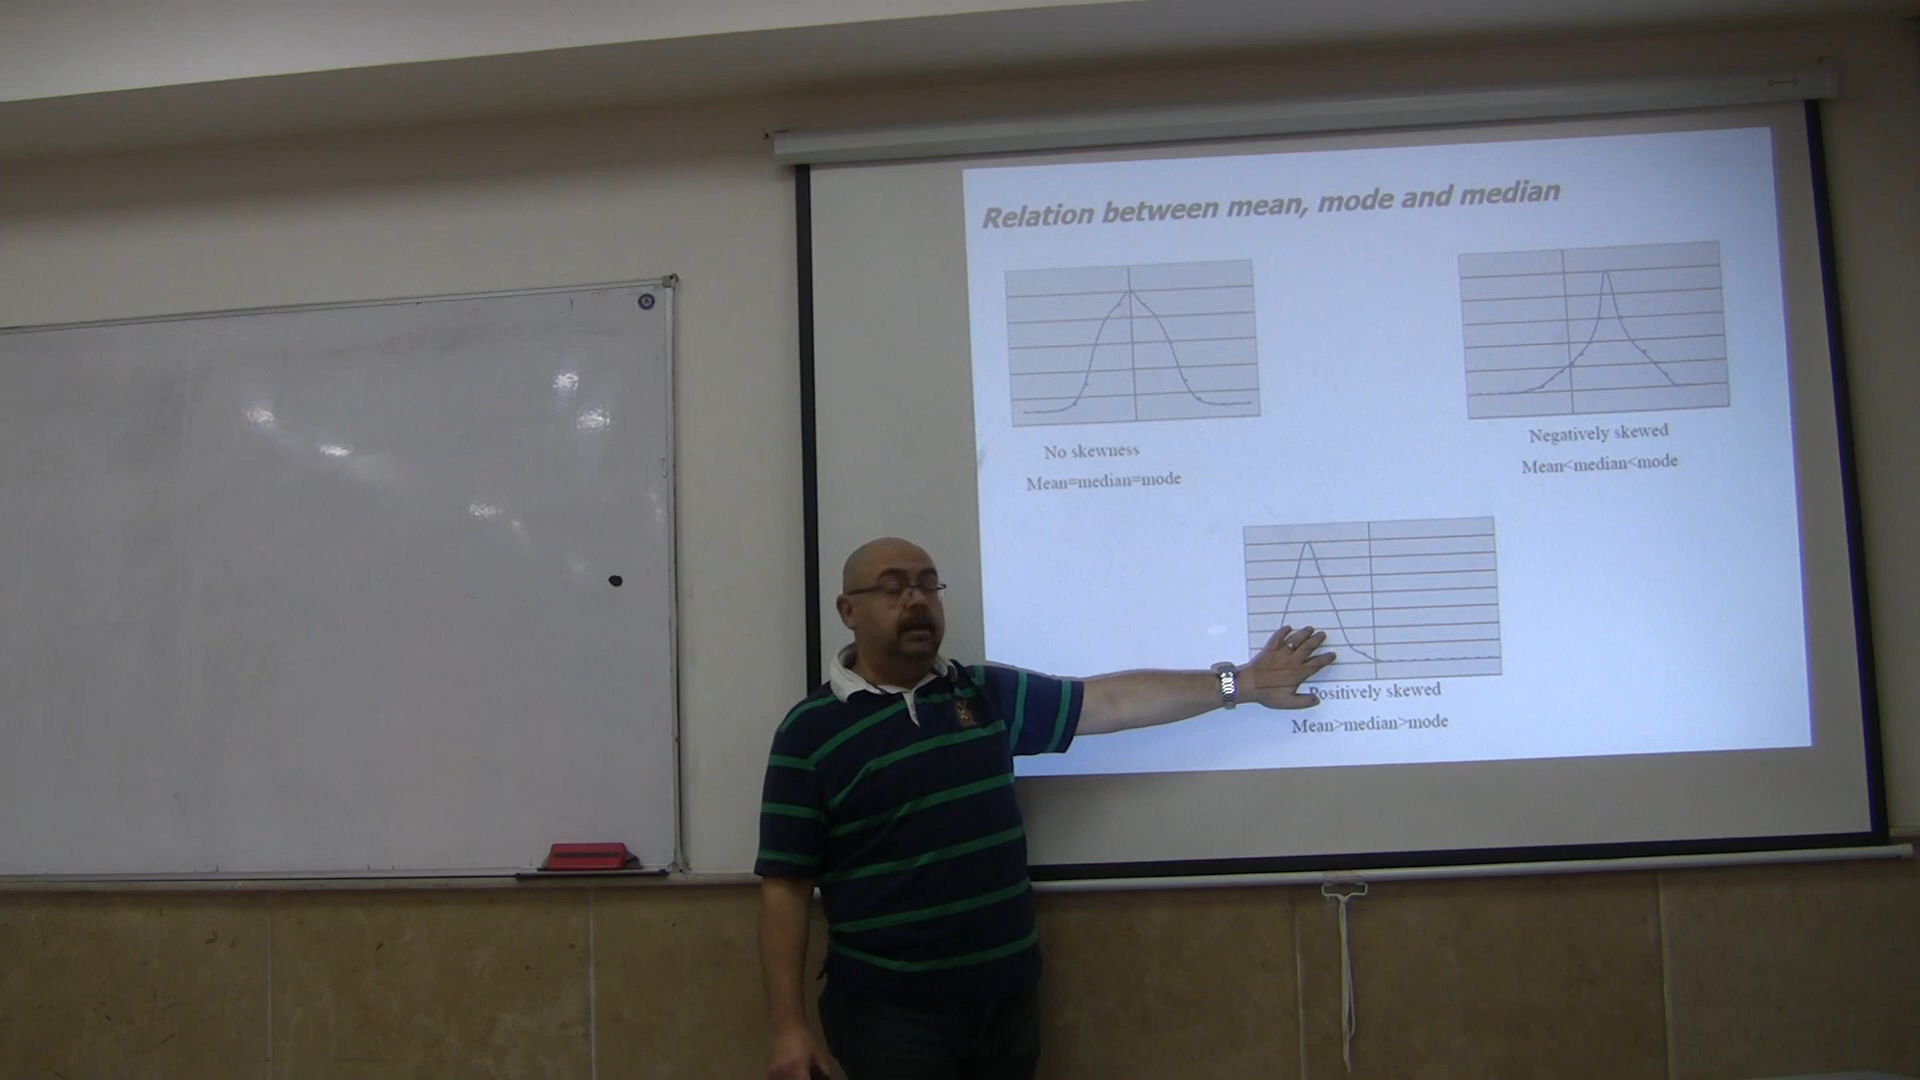 Relation between mean, mode and median
No skewness
Mean=median=mode
Negatively skewed
Mean<median<mode
Positively skewed
Mean>median>mode